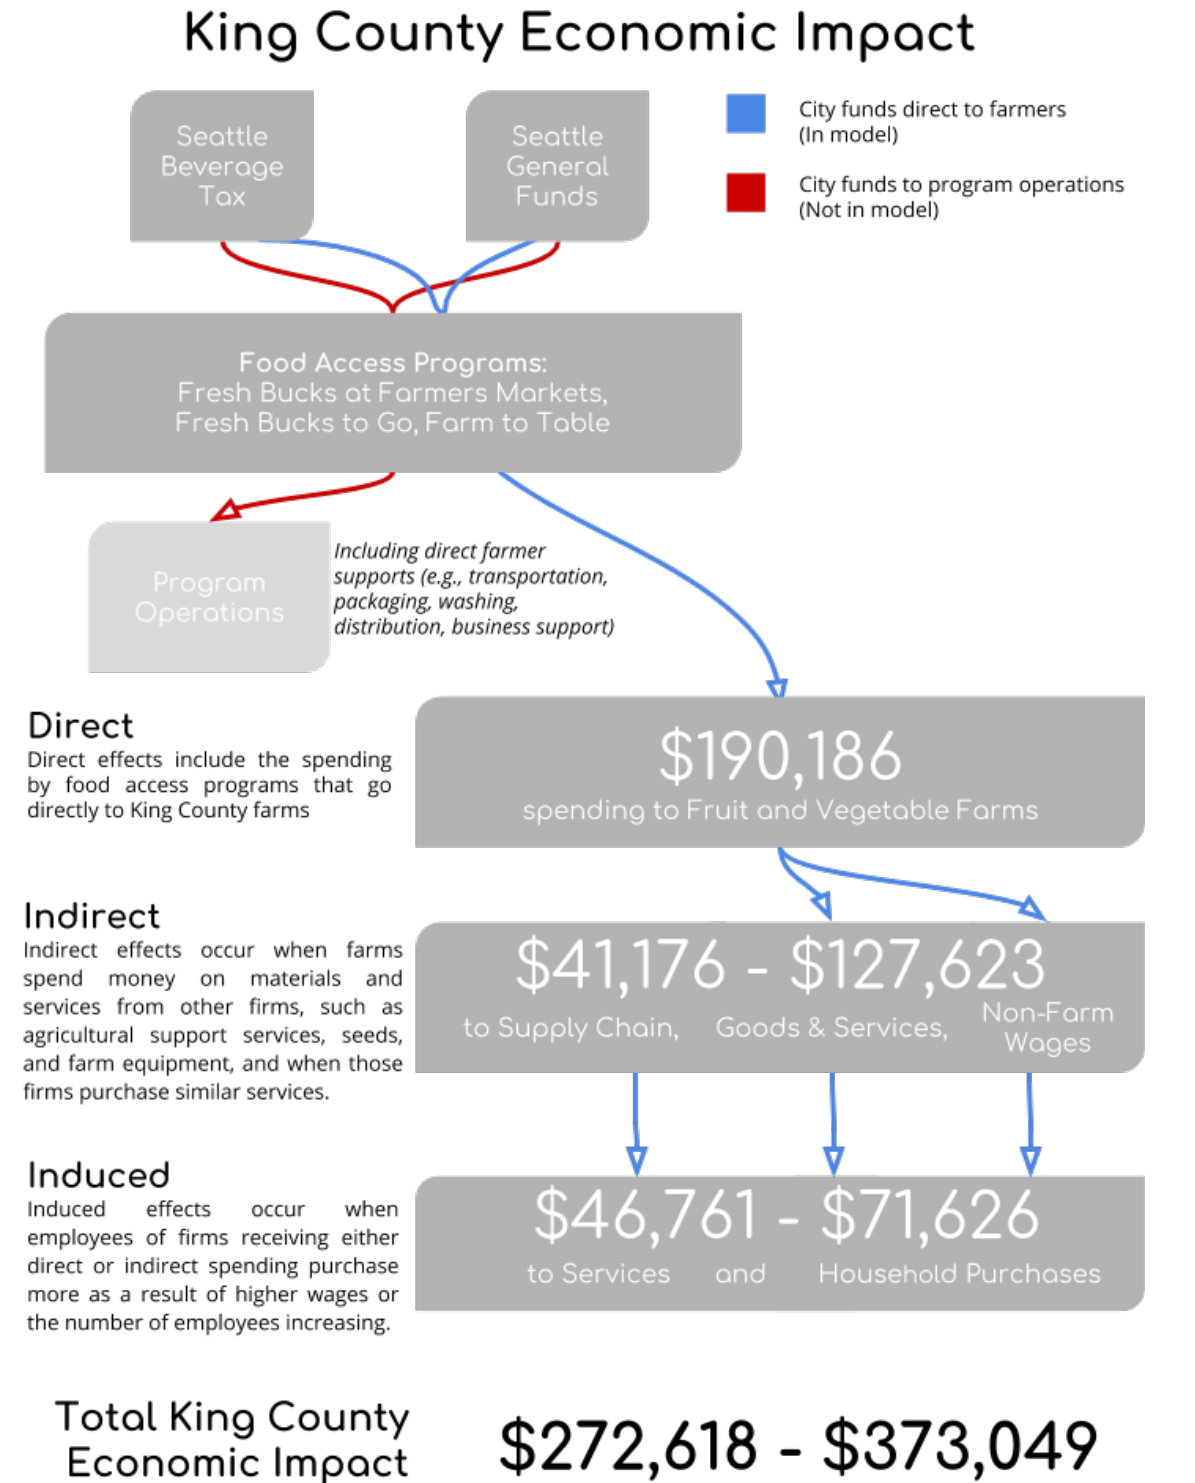 King County Economic Impact
Seattle
Beverage
Tax
Seattle
General
Funds
City funds direct to farmers
(In model)
City funds to program operations
(Not in model)
Food Access Programs:
Fresh Bucks at Farmers Markets,
Fresh Bucks to Go, Farm to Table
Program
Operations
Including direct farmer
supports (e.g., transportation,
packaging, washing,
distribution, business support)
Direct
Direct effects include the spending
by food access programs that go
directly to King County farms
$190,186
spending to Fruit and Vegetable Farms
Indirect
Indirect effects occur when farms
spend money on materials and
services from other firms, such as
agricultural support services, seeds,
and farm equipment, and when those
firms purchase similar services.
$41,176 - $127,623
to Supply Chain, Goods & Services,
Non-Farm
Wages
Induced
Induced effects occur when
employees of firms receiving either
direct or indirect spending purchase
more as a result of higher wages or
the number of employees increasing.
$46,761 - $71,626
to Services and Household Purchases
Total King County
Economic Impact
$272,618 - $373,049